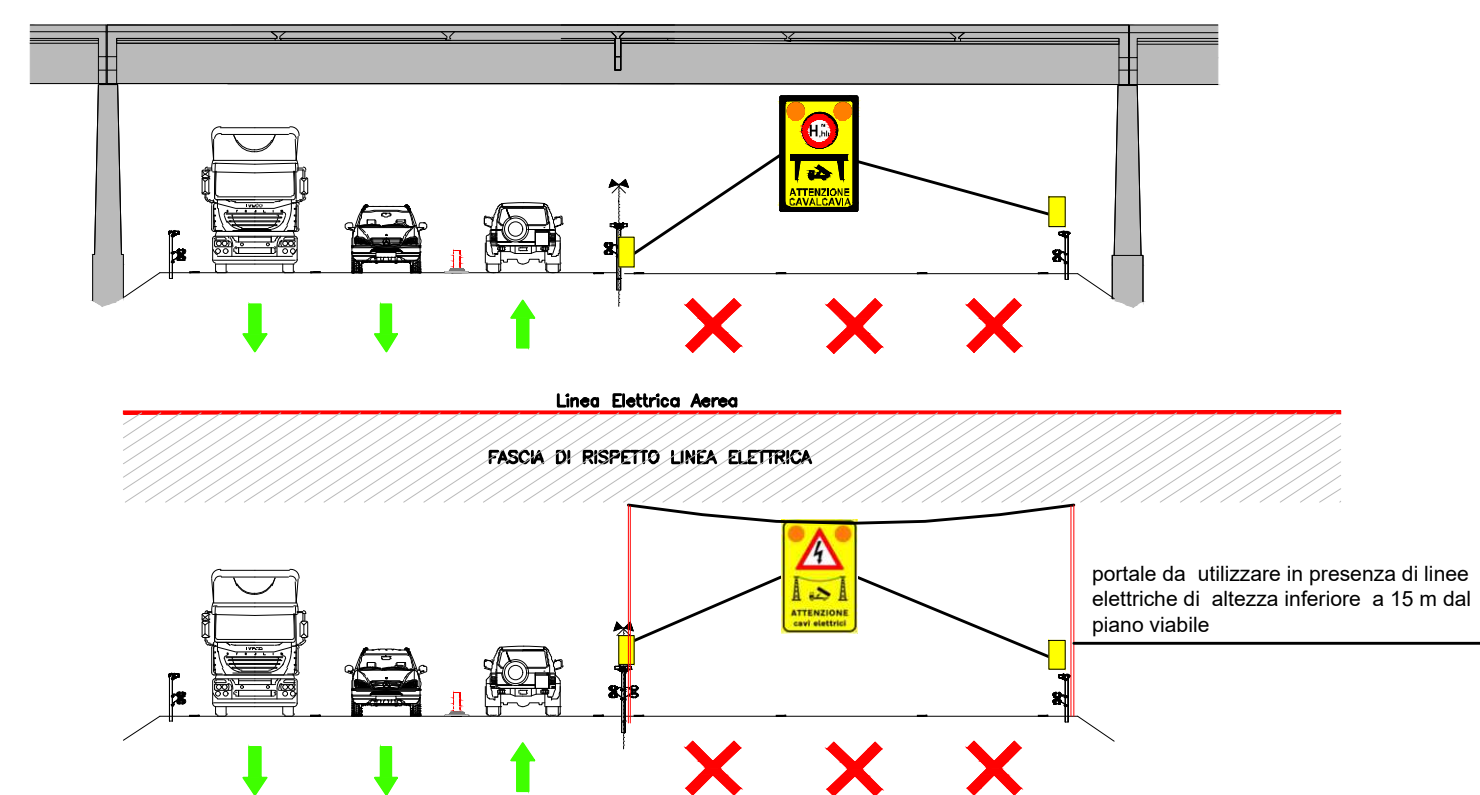 IVECO
ATTENZIONE
CAVALCAVIA
Linea Elettrica Aerea
FASCIA DI RISPETTO LINEA ELETTRICA
ATTENZIONE
cavi elettrici
portale da utilizzare in presenza di linee
elettriche di altezza inferiore a 15 m dal
piano viabile
IVECO